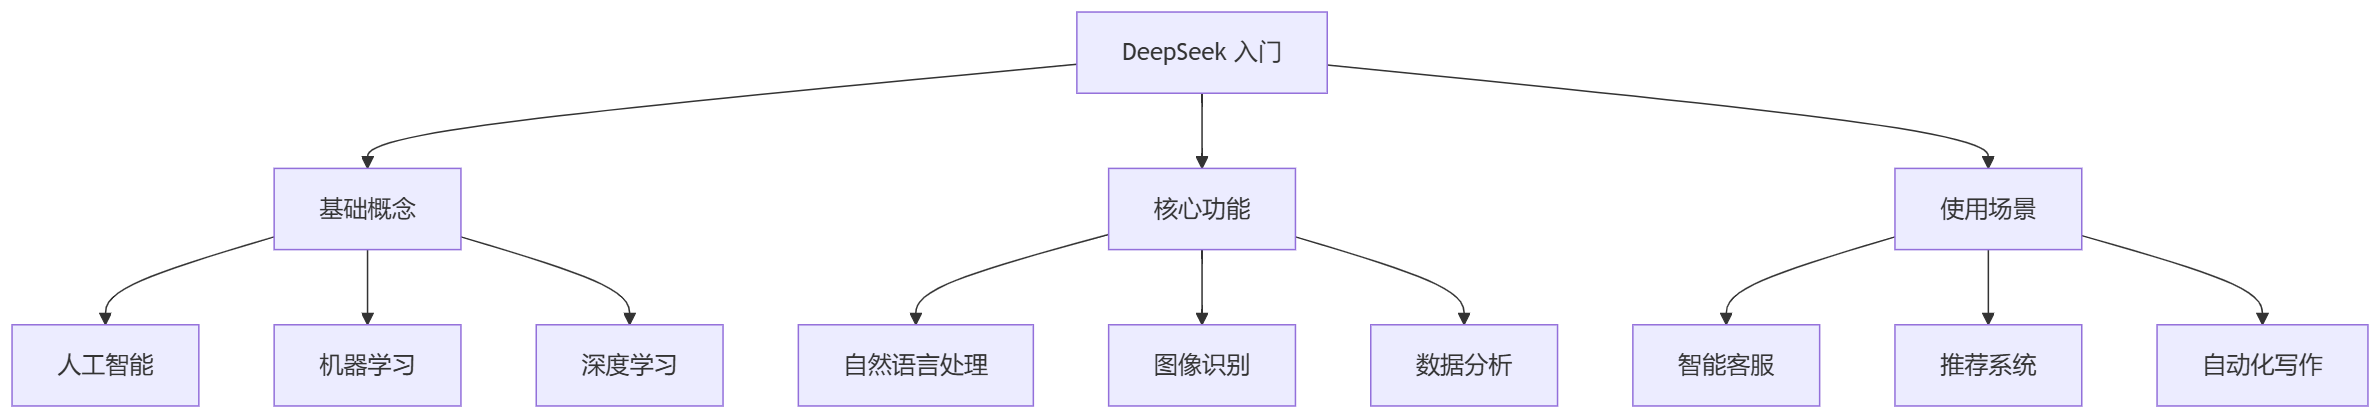 DeepSeek 入门
基础概念
核心功能
使用场景
人工智能
机器学习
深度学习
自然语言处理
图像识别
数据分析
智能客服
推荐系统
自动化写作